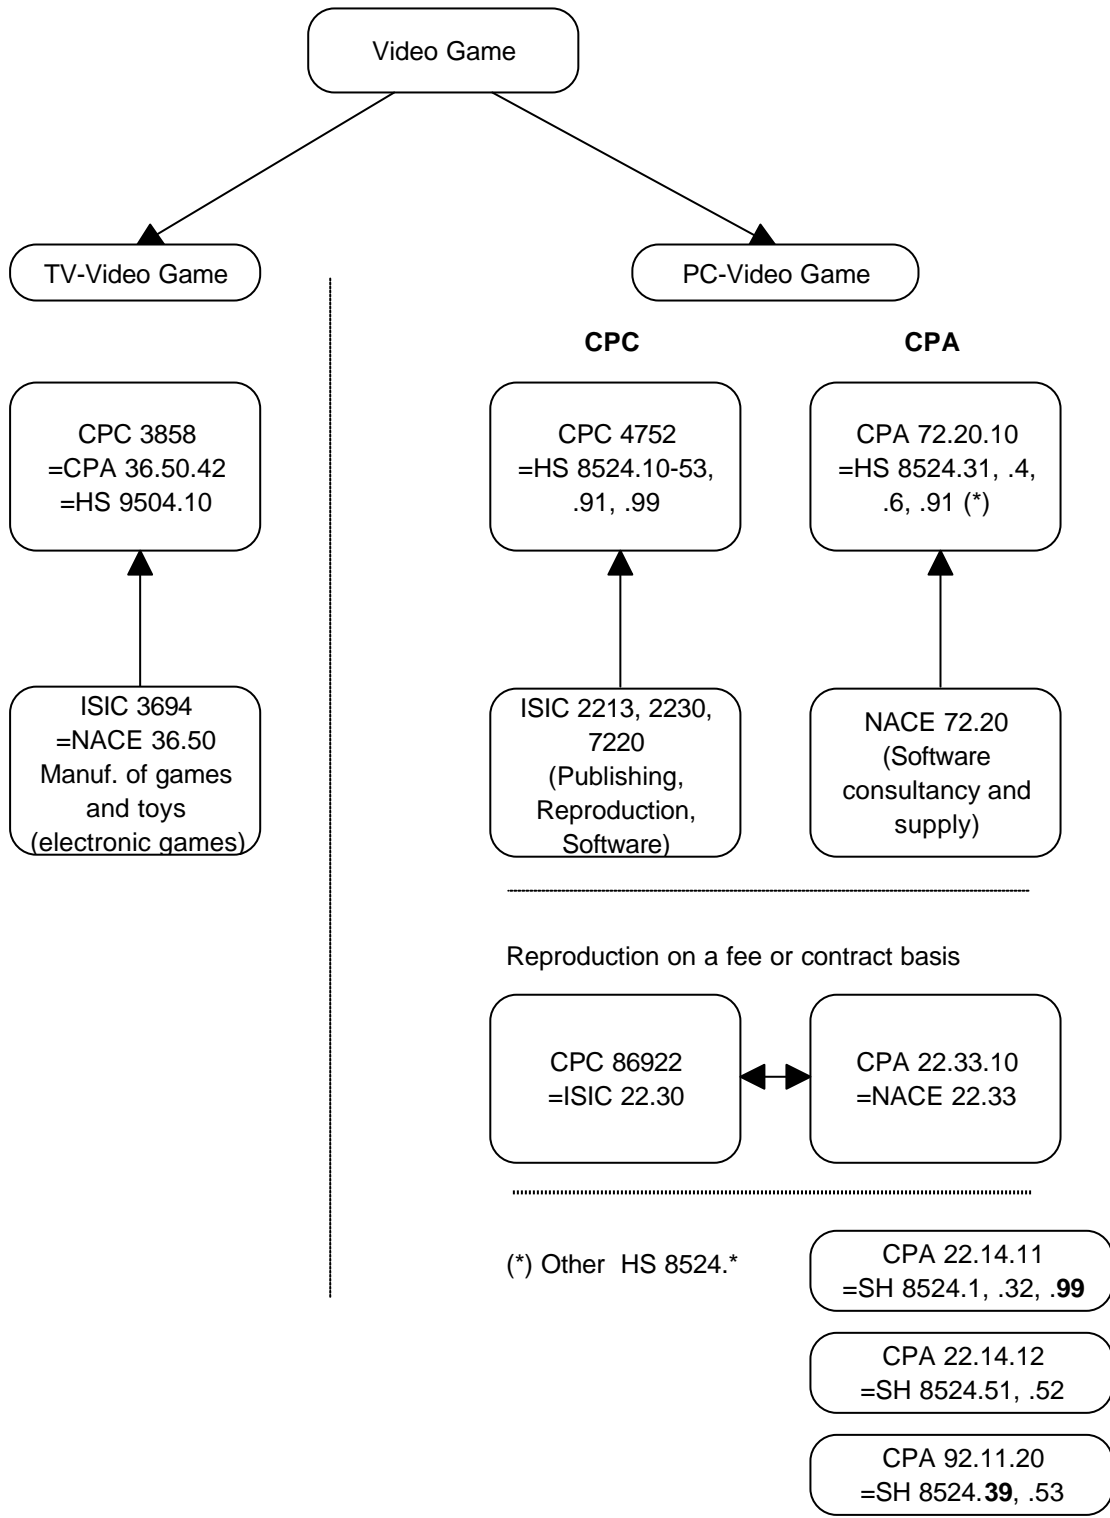 Video Game
TV-Video Game
PC-Video Game
CPC
CPA
CPC 3858
=CPA 36.50.42
=HS 9504.10
CPC 4752
=HS 8524.10-53,
.91, .99
CPA 72.20.10
=HS 8524.31, .4,
.6, .91 (*)
ISIC 3694
=NACE 36.50
Manuf. of games
and toys
(electronic games)
ISIC 2213, 2230,
7220
(Publishing,
Reproduction,
Software)
NACE 72.20
(Software
consultancy and
supply)
Reproduction on a fee or contract basis
CPC 86922
=ISIC 22.30
CPA 22.33.10
=NACE 22.33
(*) Other HS 8524.*
CPA 22.14.11
=SH 8524.1, .32, .99
CPA 22.14.12
=SH 8524.51, .52
CPA 92.11.20
=SH 8524.39, .53